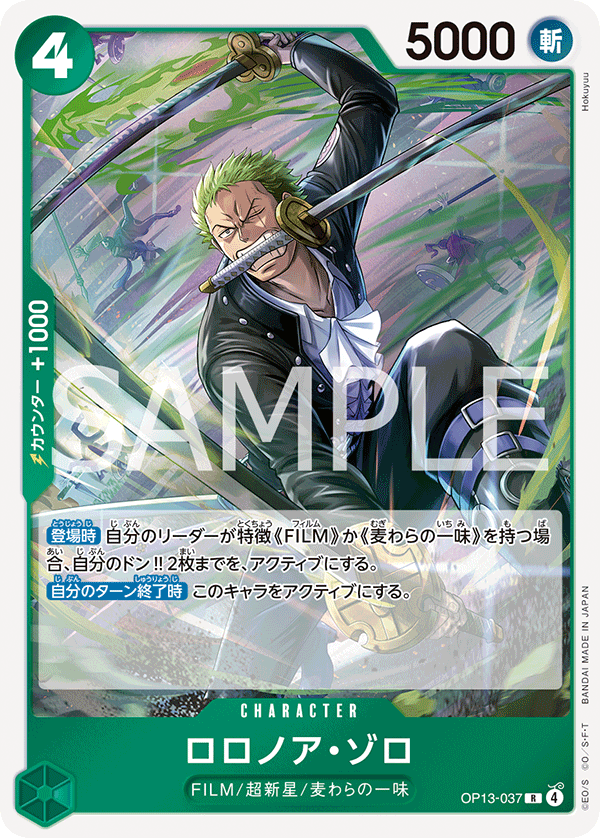 4
5000 斬
Hokuyuu
カウンター +1000
SAMPLE
登場時 自分のリーダーが特徴《FILM》か《麦わらの一味》を持つ場
合、自分のドン!!2枚までを、アクティブにする。
自分のターン終了時 このキャラをアクティブにする。
CHARACTER
ロロノア・ゾロ
FILM/超新星/麦わらの一味
OP13-037 R 4
©E.O/S ©O/S・F・T BANDAI MADE IN JAPAN